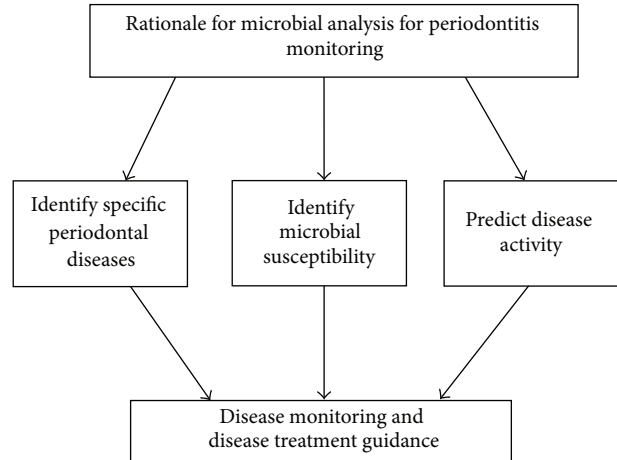 Rationale for microbial analysis for periodontitis
monitoring
Identify specific
periodontal
diseases
Identify
microbial
susceptibility
Predict disease
activity
Disease monitoring and
disease treatment guidance